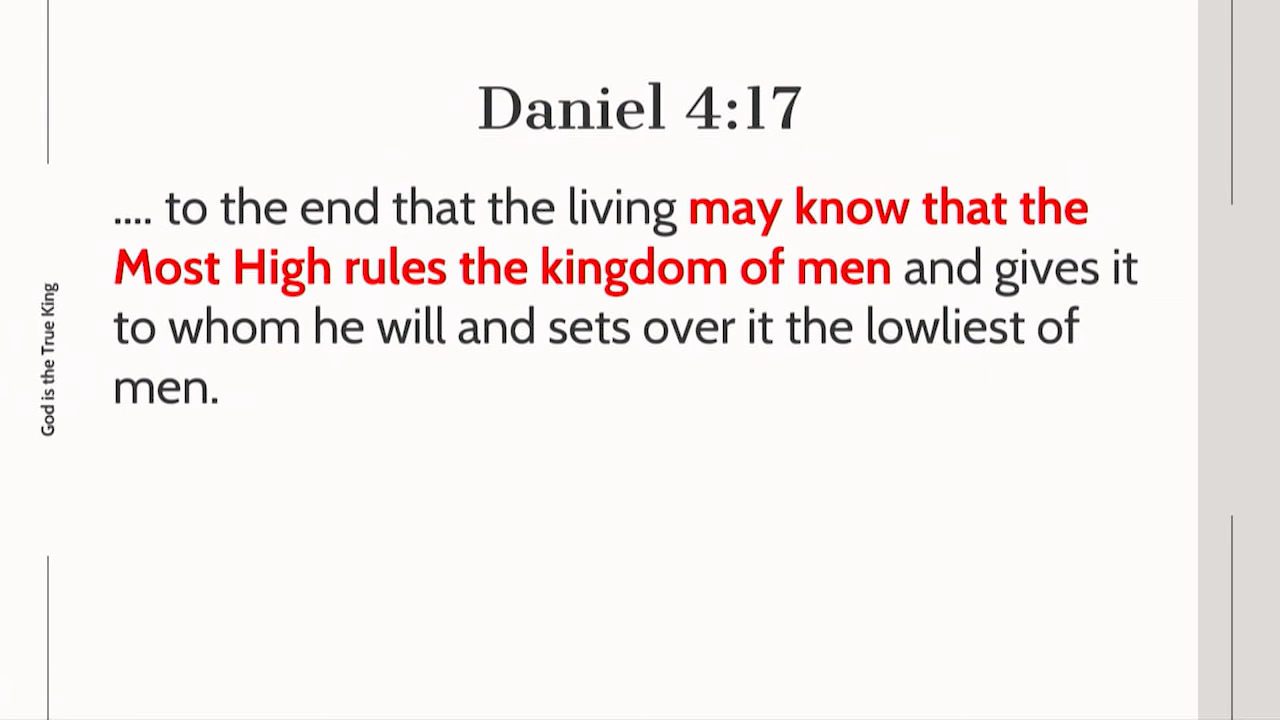 Daniel 4:17
.... to the end that the living may know that the
Most High rules the kingdom of men and gives it
to whom he will and sets over it the lowliest of
men.
God is the True King